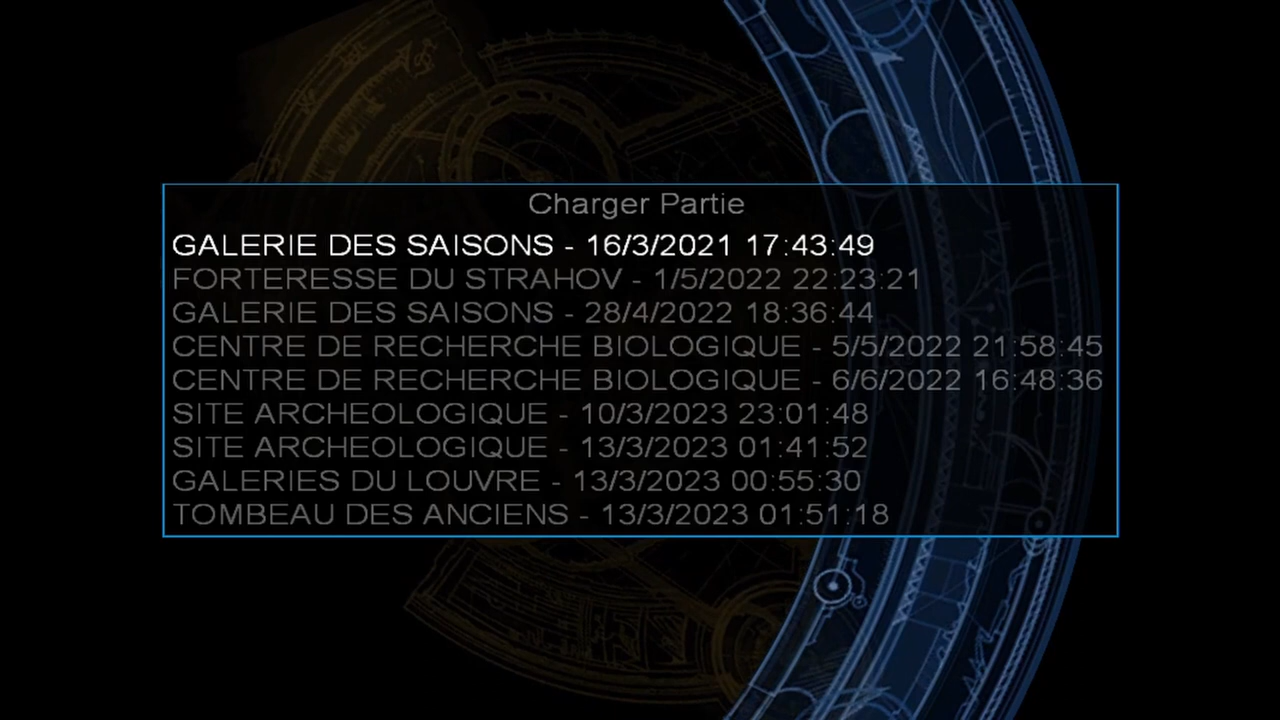 Charger Partie
GALERIE DES SAISONS - 16/3/2021 17:43:49
FORTERESSE DU STRAHOV - 1/5/2022 22:23:21
GALERIE DES SAISONS - 28/4/2022 18:36:44
CENTRE DE RECHERCHE BIOLOGIQUE - 5/5/2022 21:58:45
CENTRE DE RECHERCHE BIOLOGIQUE - 6/6/2022 16:48:36
SITE ARCHEOLOGIQUE - 10/3/2023 23:01:48
SITE ARCHEOLOGIQUE - 13/3/2023 01:41:52
GALERIES DU LOUVRE - 13/3/2023 00:55:30
TOMBEAU DES ANCIENS - 13/3/2023 01:51:18